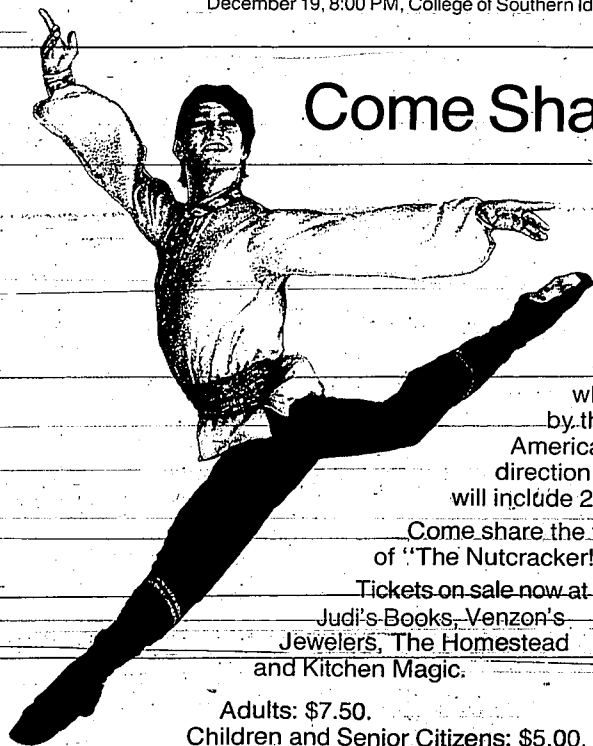 December 19, 8:00 PM, College of Southern Id
Come Sha
wh
by the
America
direction
will include 2
Come share the
of "The Nutcracker!
Tickets on sale now at
Judi's Books, Venzon's
Jewelers, The Homestead
and Kitchen Magic.
Adults: $7.50.
Children and Senior Citizens: $5.00.